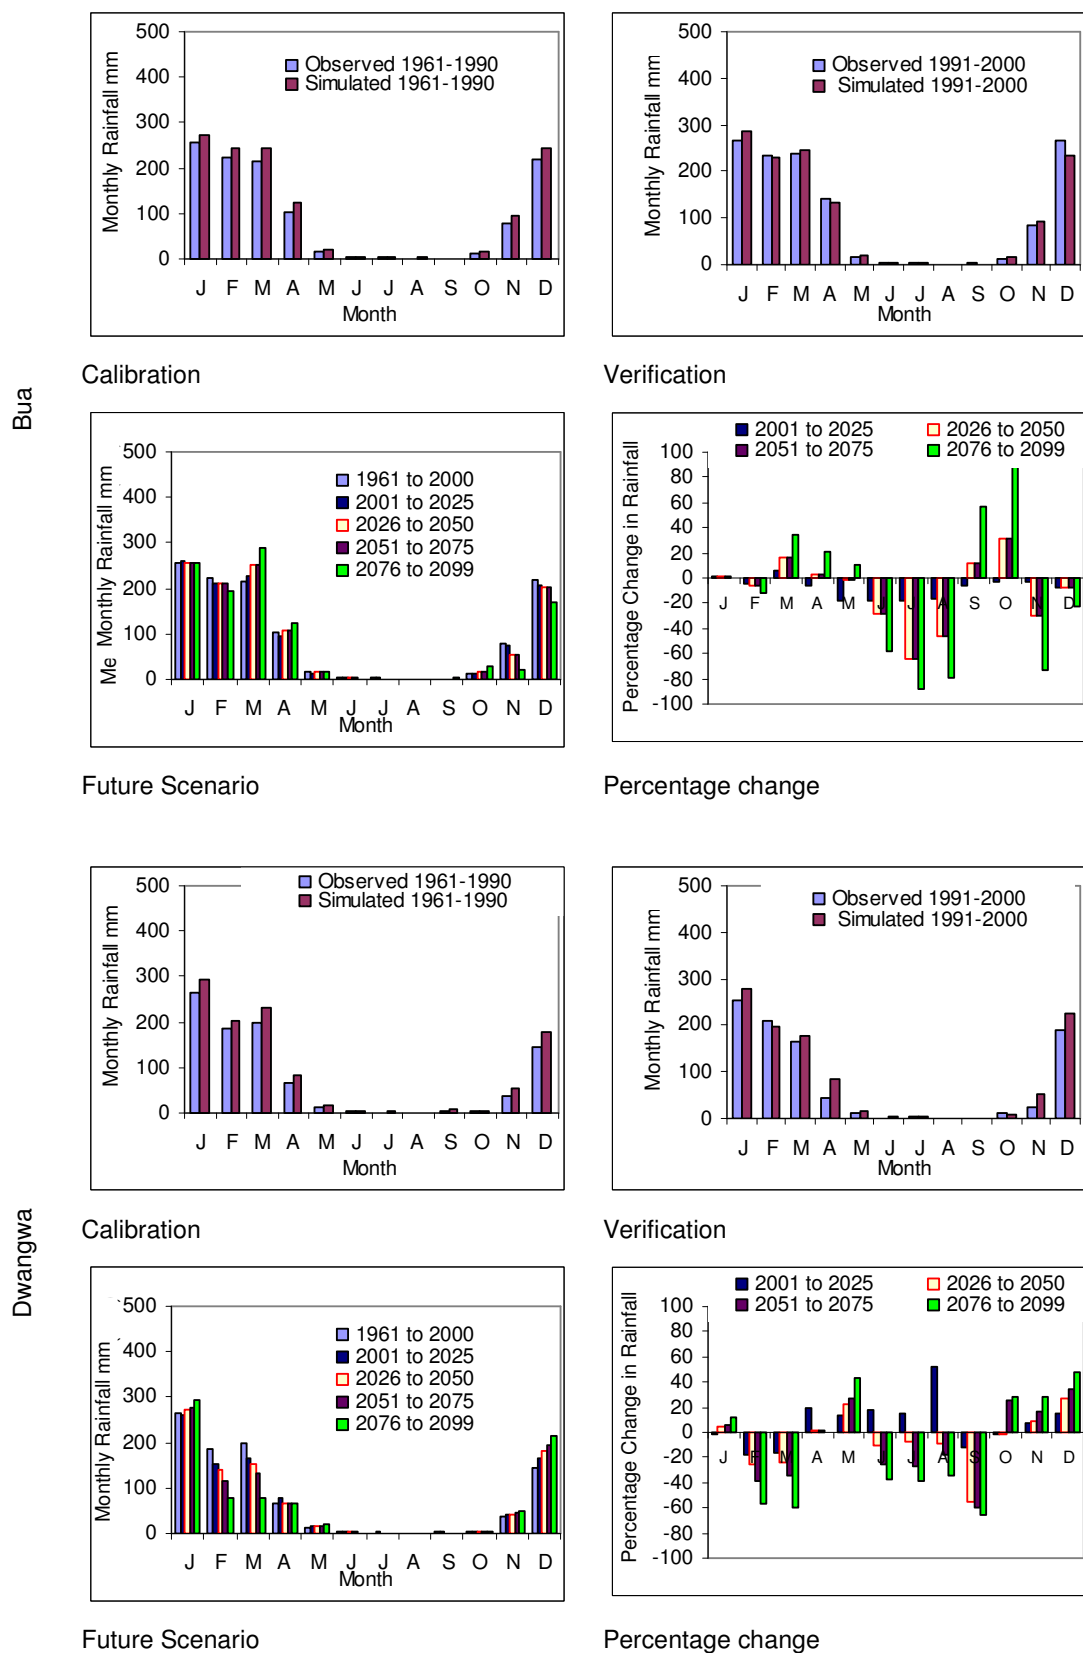 Bua
500
400
300
200
100
0
Monthly Rainfall mm
Observed 1961-1990
Simulated 1961-1990
J F M A M J J A S O N D
Month
Calibration
500
400
300
200
100
0
Monthly Rainfall mm
Observed 1991-2000
Simulated 1991-2000
J F M A M J J A S O N D
Month
Verification
500
400
300
200
100
0
Me Monthly Rainfall mm
1961 to 2000
2001 to 2025
2026 to 2050
2051 to 2075
2076 to 2099
J F M A M J J A S O N D
Month
Future Scenario
2001 to 2025 2026 to 2050
2051 to 2075 2076 to 2099
100
80
60
40
20
0
-20
-40
-60
-80
-100
Percentage Change in Rainfall
J F M A M J J A S O N D
Percentage change
Dwangwa
500
400
300
200
100
0
Monthly Rainfall mm
Observed 1961-1990
Simulated 1961-1990
J F M A M J J A S O N D
Month
Calibration
500
400
300
200
100
0
Monthly Rainfall mm
Observed 1991-2000
Simulated 1991-2000
J F M A M J J A S O N D
Month
Verification
500
400
300
200
100
0
Monthly Rainfall mm
1961 to 2000
2001 to 2025
2026 to 2050
2051 to 2075
2076 to 2099
J F M A M J J A S O N D
Month
Future Scenario
2001 to 2025 2026 to 2050
2051 to 2075 2076 to 2099
100
80
60
40
20
0
-20
-40
-60
-80
-100
Percentage Change in Rainfall
J F M A M J J A S O N D
Percentage change